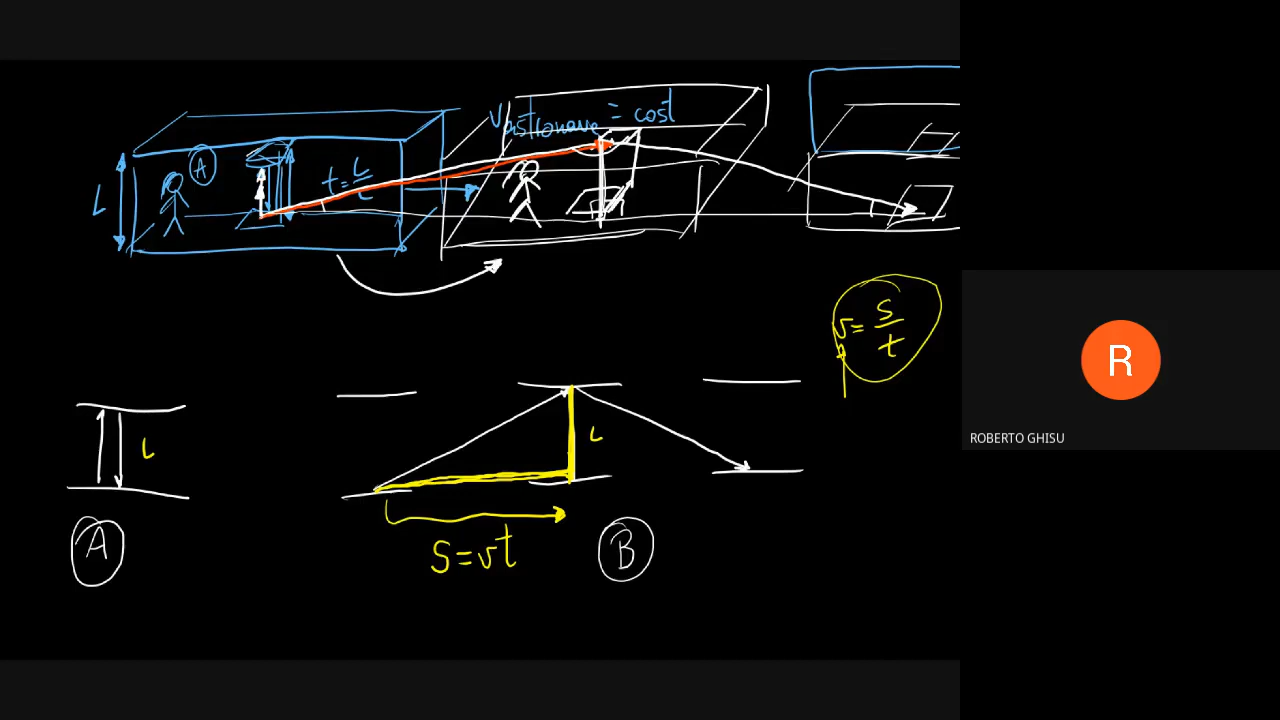 Vastronave = cost
A
L
t = L/t
v = s/t
L
L
S = vt
A
B
R
ROBERTO GHISU